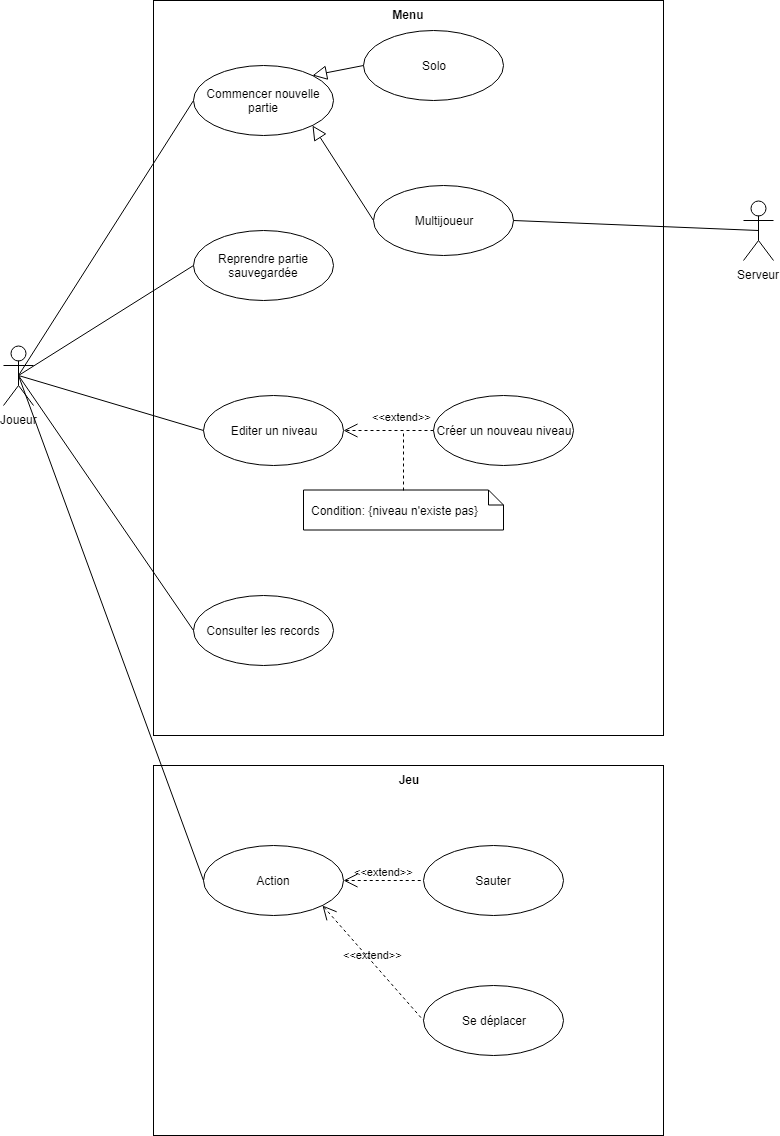 Menu
Solo
Commencer nouvelle
partie
Multijoueur
Serveur
Reprendre partie
sauvegardée
Joueur
<<extend>>
Editer un niveau
Créer un nouveau niveau
Condition: {niveau n'existe pas}
Consulter les records
Jeu
<<extend>>
Action
Sauter
<<extend>>
Se déplacer